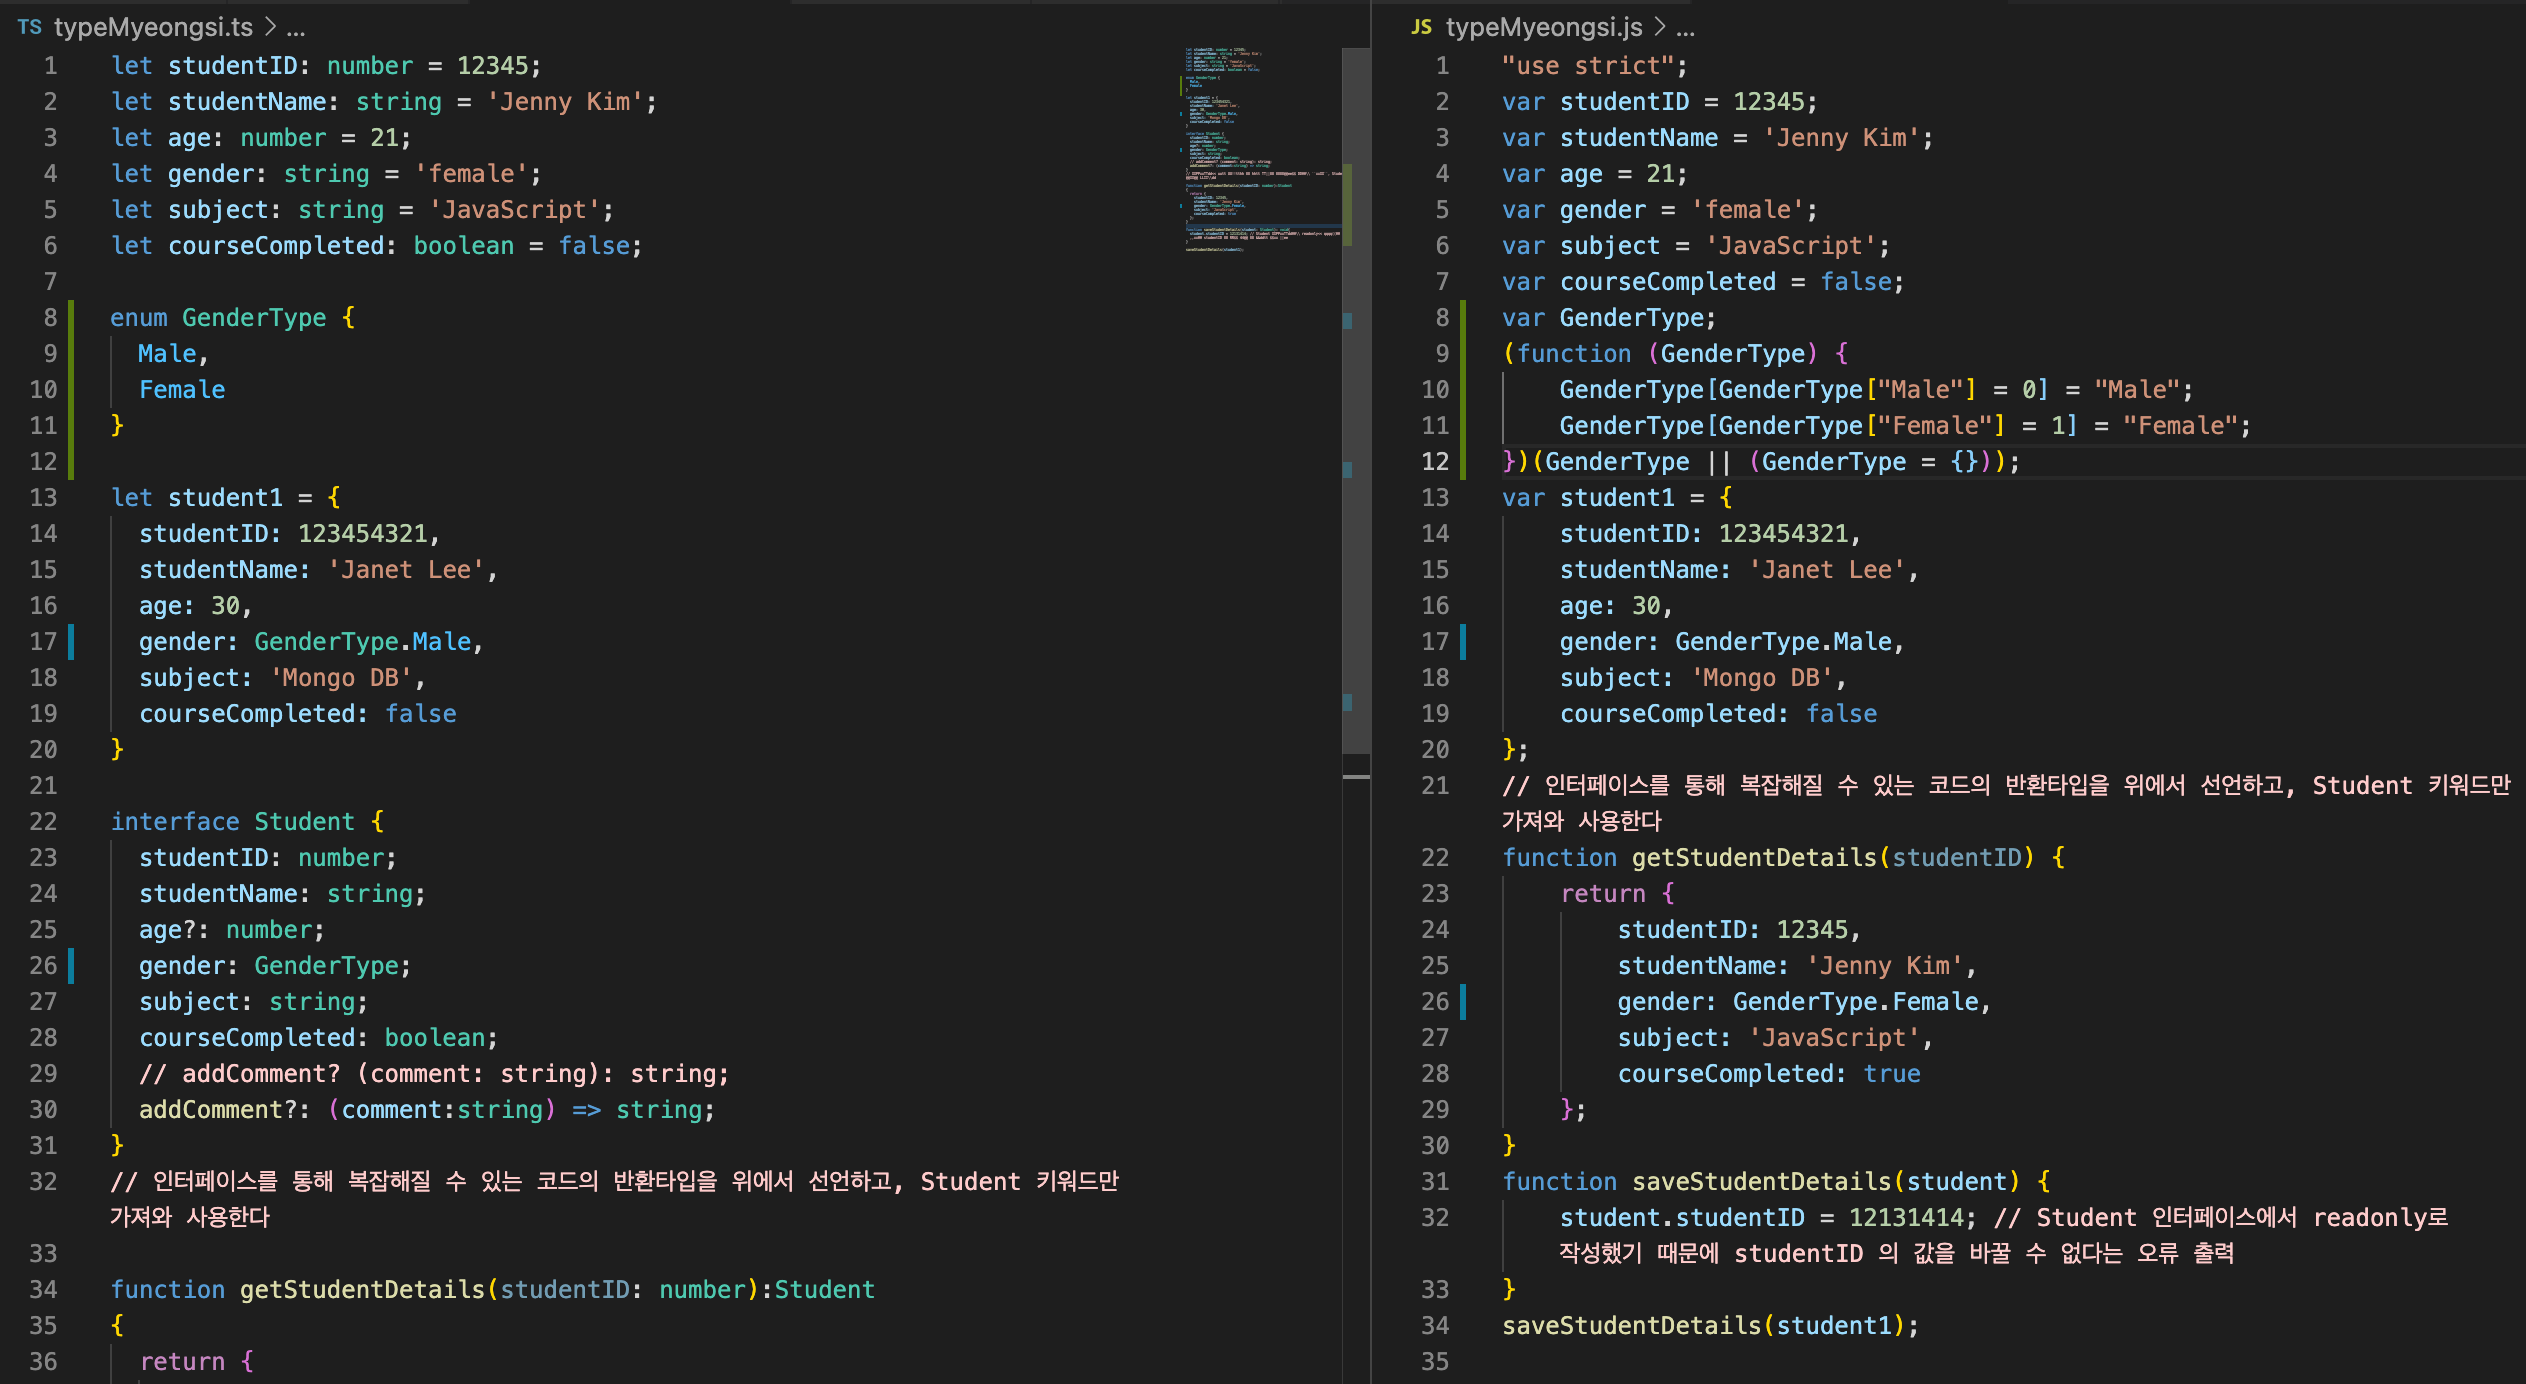 TS typeMyeongsi.ts > ...
1 let studentID: number = 12345;
2 let studentName: string = 'Jenny Kim';
3 let age: number = 21;
4 let gender: string = 'female';
5 let subject: string = 'JavaScript';
6 let courseCompleted: boolean = false;
7
8 enum GenderType {
9 Male,
10 Female
11 }
12
13 let student1 = {
14 studentID: 123454321,
15 studentName: 'Janet Lee',
16 age: 30,
17 gender: GenderType.Male,
18 subject: 'Mongo DB',
19 courseCompleted: false
20 }
21
22 interface Student {
23 studentID: number;
24 studentName: string;
25 age?: number;
26 gender: GenderType;
27 subject: string;
28 courseCompleted: boolean;
29 // addComment? (comment: string): string;
30 addComment?: (comment:string) => string;
31 }
32 // 인터페이스를 통해 복잡해질 수 있는 코드의 반환타입을 위에서 선언하고, Student 키워드만
가져와 사용한다
33
34 function getStudentDetails(studentID: number):Student
35 {
36 return {
JS typeMyeongsi.js > ...
1 "use strict";
2 var studentID = 12345;
3 var studentName = 'Jenny Kim';
4 var age = 21;
5 var gender = 'female';
6 var subject = 'JavaScript';
7 var courseCompleted = false;
8 var GenderType;
9 (function (GenderType) {
10 GenderType[GenderType["Male"] = 0] = "Male";
11 GenderType[GenderType["Female"] = 1] = "Female";
12 })(GenderType || (GenderType = {}));
13 var student1 = {
14 studentID: 123454321,
15 studentName: 'Janet Lee',
16 age: 30,
17 gender: GenderType.Male,
18 subject: 'Mongo DB',
19 courseCompleted: false
20 };
21 // 인터페이스를 통해 복잡해질 수 있는 코드의 반환타입을 위에서 선언하고, Student 키워드만
가져와 사용한다
22 function getStudentDetails(studentID) {
23 return {
24 studentID: 12345,
25 studentName: 'Jenny Kim',
26 gender: GenderType.Female,
27 subject: 'JavaScript',
28 courseCompleted: true
29 };
30 }
31 function saveStudentDetails(student) {
32 student.studentID = 12131414; // Student 인터페이스에서 readonly로
작성했기 때문에 studentID 의 값을 바꿀 수 없다는 오류 출력
33 }
34 saveStudentDetails(student1);
35